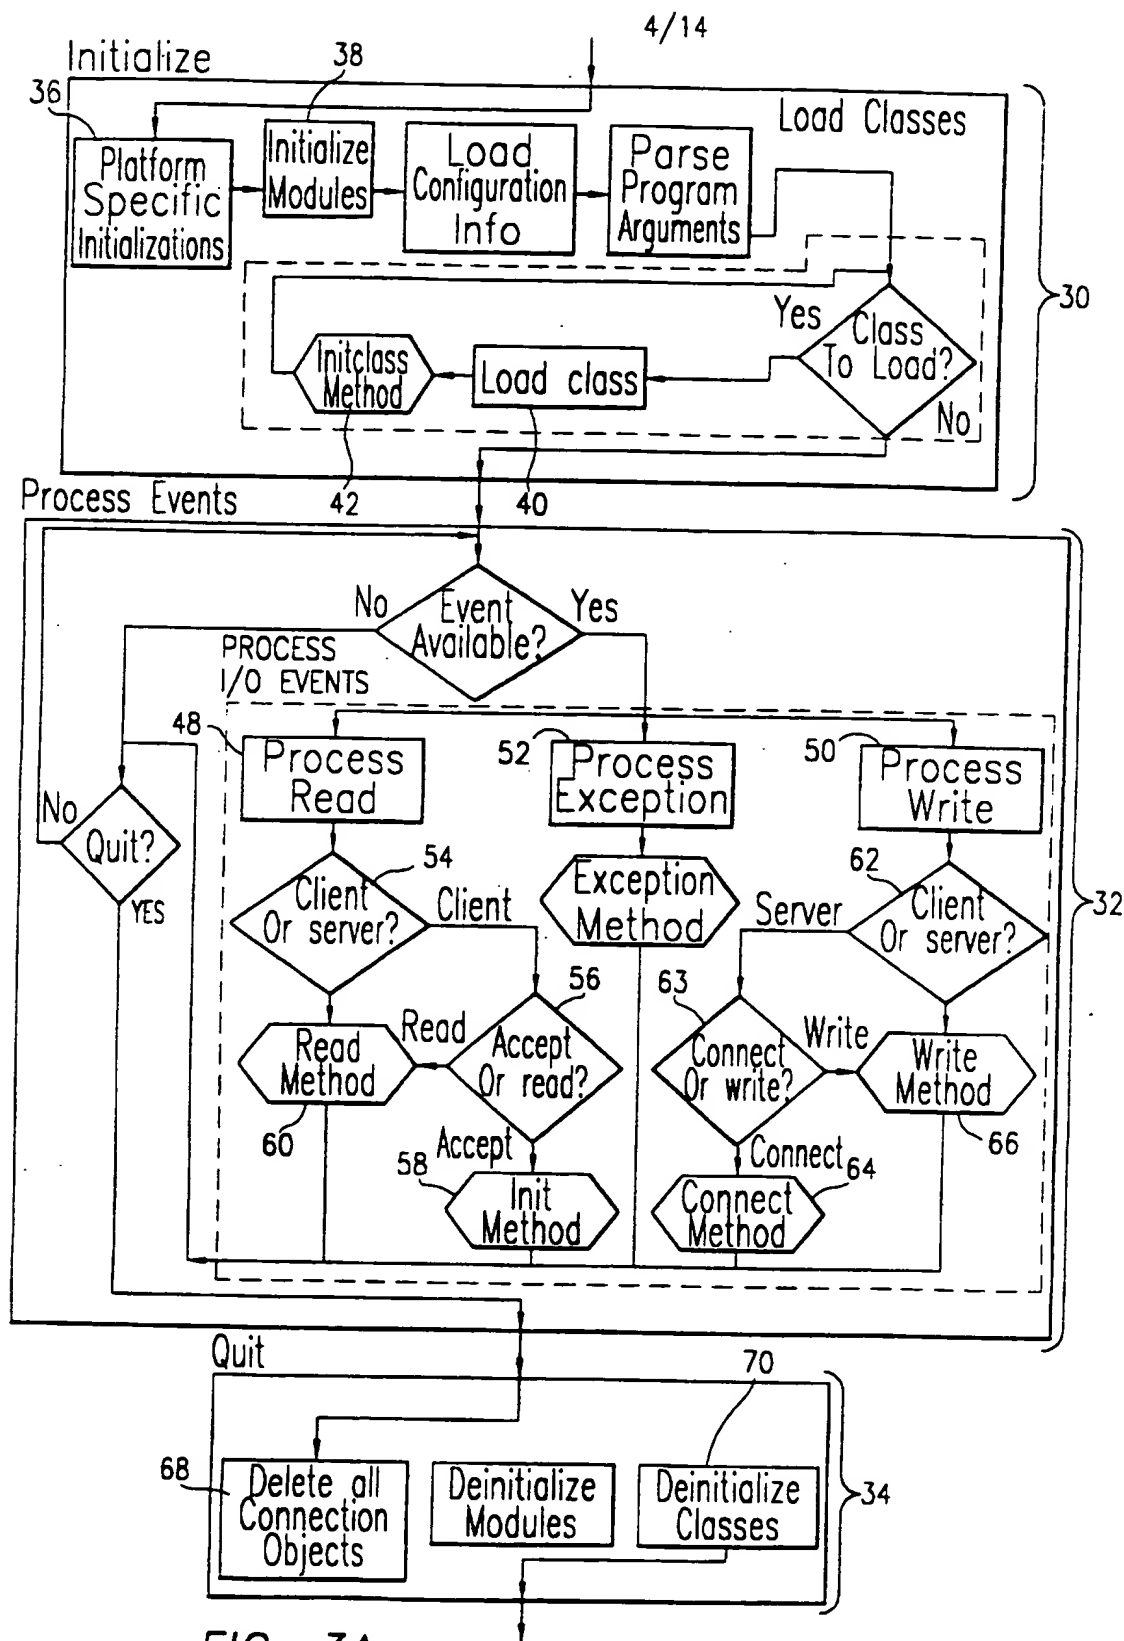 4/14
Initialize
38
36
Load Classes
Platform
Specific
Initializations
Initialize
Modules
Load
Configuration
Info
Parse
Program
Arguments
30
Yes
Class
To Load?
No
Initclass
Method
Load class
42
40
Process Events
No
Event
Available?
Yes
PROCESS
I/O EVENTS
48
Process
Read
52
Process
Exception
50
Process
Write
No
Quit?
YES
54
Client
Or server?
Client
Exception
Method
Server
62
Client
Or server?
32
56
63
Read
Method
Read
Accept
Or read?
Connect
Or write?
Write
Write
Method
60
66
Accept
58
Init
Method
Connect
64
Connect
Method
Quit
70
68
Delete all
Connection
Objects
Deinitialize
Modules
Deinitialize
Classes
34